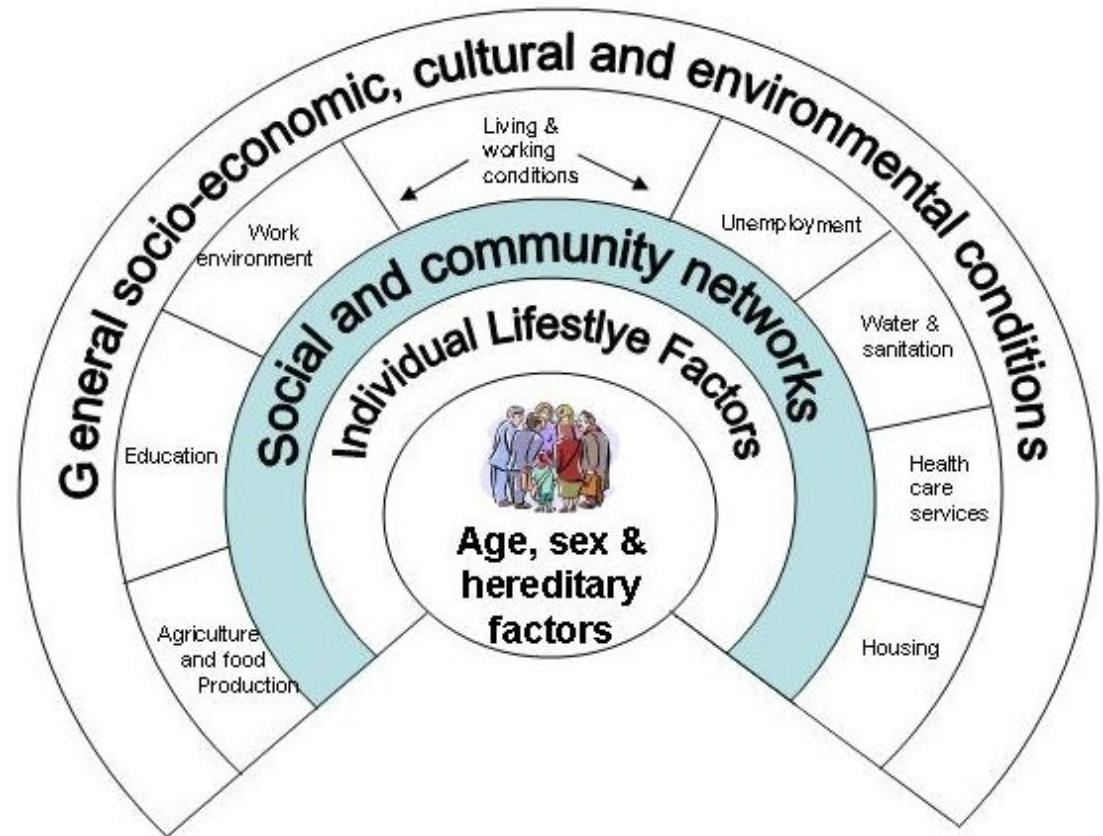 General socio-economic, cultural and environmental conditions
Living &
working
conditions
Work
environment
Unemployment
Social and community networks
Individual Lifestlye Factors
Water &
sanitation
Education
Health
care
services
Age, sex &
hereditary
factors
Agriculture
and food
Production
Housing